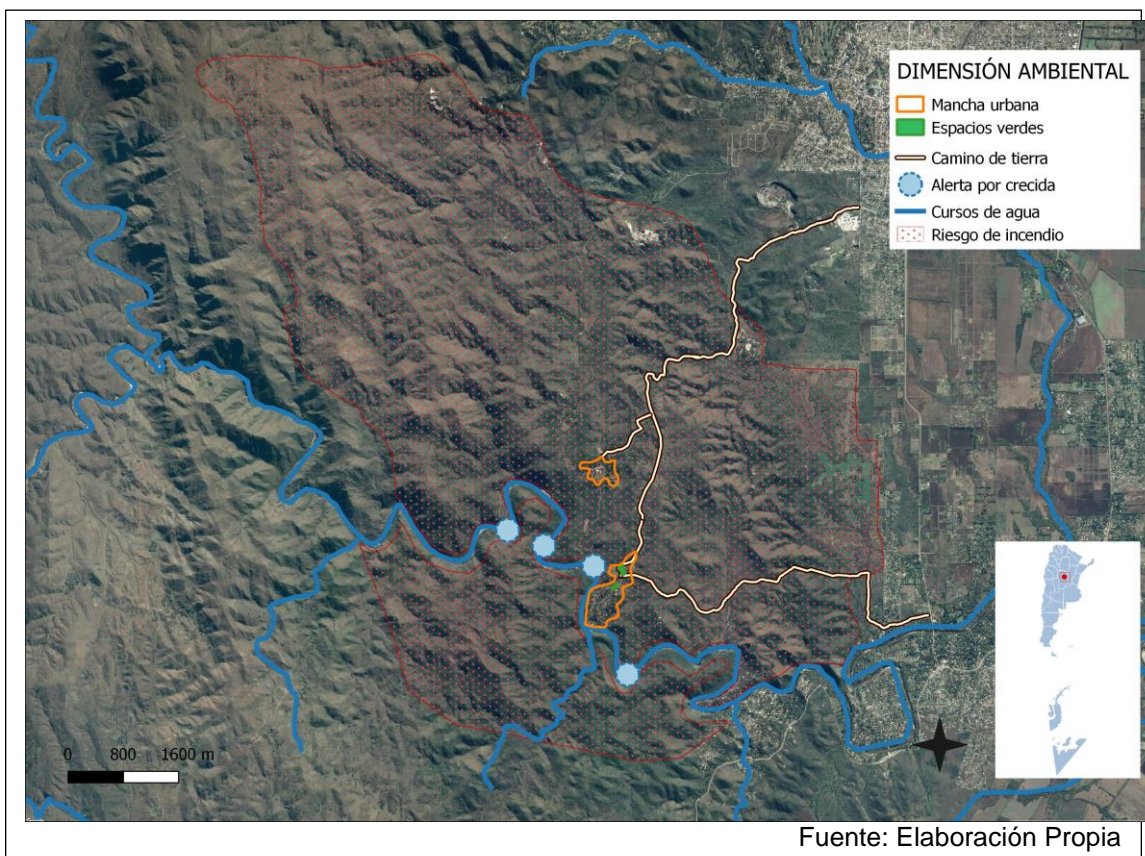 DIMENSIÓN AMBIENTAL
Mancha urbana
Espacios verdes
Camino de tierra
Alerta por crecida
Cursos de agua
Riesgo de incendio
0 800 1600 m
Fuente: Elaboración Propia